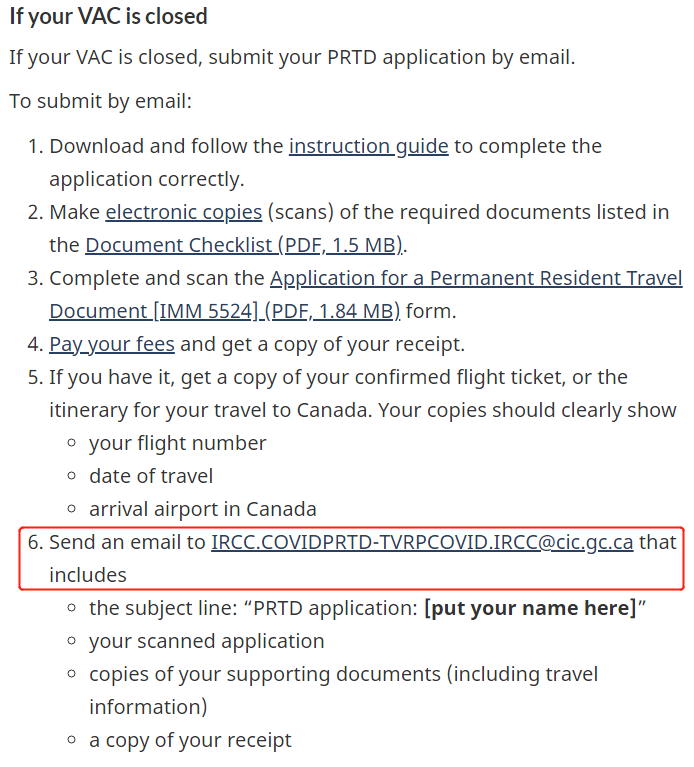 If your VAC is closed
If your VAC is closed, submit your PRTD application by email.
To submit by email:
1. Download and follow the instruction guide to complete the
application correctly.
2. Make electronic copies (scans) of the required documents listed in
the Document Checklist (PDF, 1.5 MB).
3. Complete and scan the Application for a Permanent Resident Travel
Document [IMM 5524] (PDF, 1.84 MB) form.
4. Pay your fees and get a copy of your receipt.
5. If you have it, get a copy of your confirmed flight ticket, or the
itinerary for your travel to Canada. Your copies should clearly show
◦ your flight number
◦ date of travel
◦ arrival airport in Canada
6. Send an email to IRCC.COVIDPRTD-TVRPCOVID.IRCC@cic.gc.ca that
includes
◦ the subject line: “PRTD application: [put your name here]”
◦ your scanned application
◦ copies of your supporting documents (including travel
information)
◦ a copy of your receipt